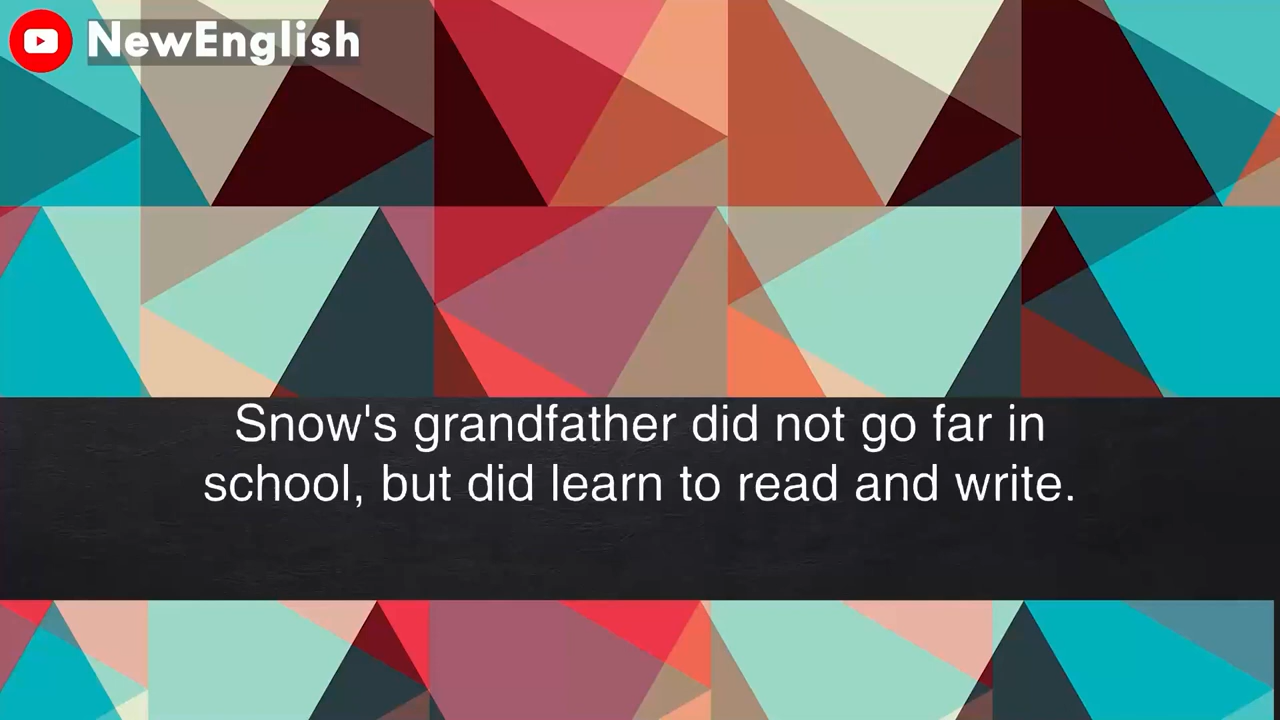 NewEnglish
Snow's grandfather did not go far in
school, but did learn to read and write.